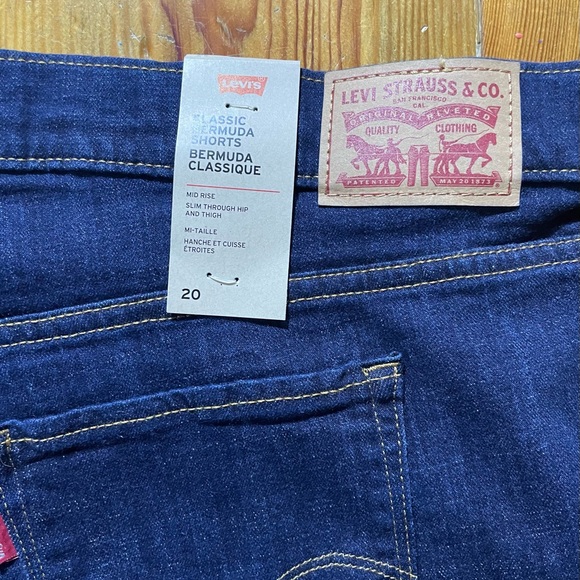 Levi's
CLASSIC
BERMUDA
SHORTS
BERMUDA
CLASSIQUE
MID RISE
SLIM THROUGH HIP
AND THIGH
MI-TAILLE
HANCHE ET CUISSE
ÉTROITES
20
LEVI STRAUSS & CO.
SAN FRANCISCO
CAL.
ORIGINAL RIVETED
QUALITY CLOTHING
PATENTED MAY 20 1873